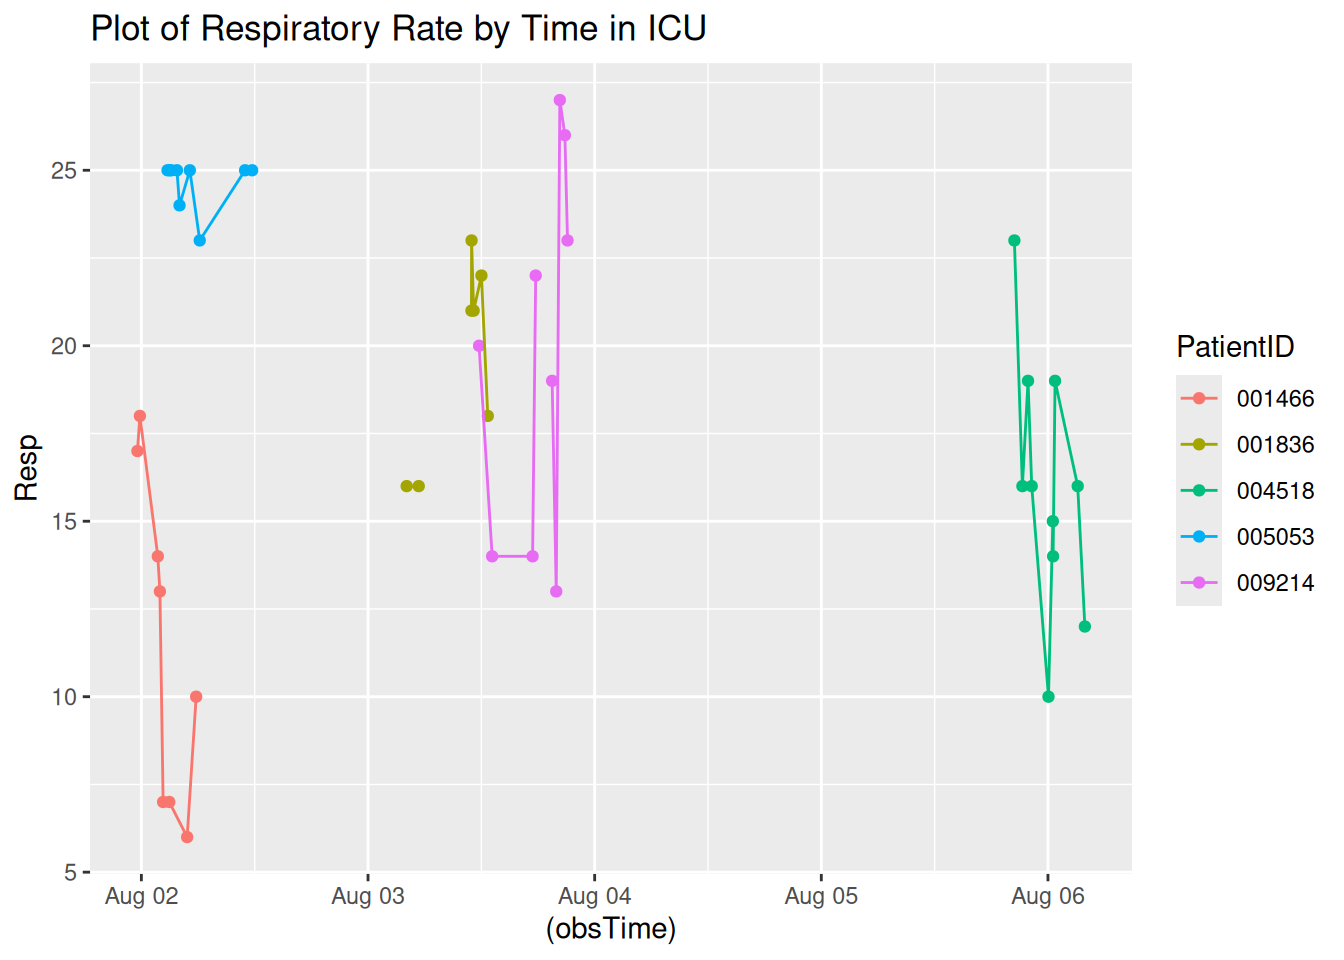 Plot of Respiratory Rate by Time in ICU
Resp
25
20
15
10
5
Aug 02
Aug 03
Aug 04
Aug 05
Aug 06
(obsTime)
PatientID
001466
001836
004518
005053
009214